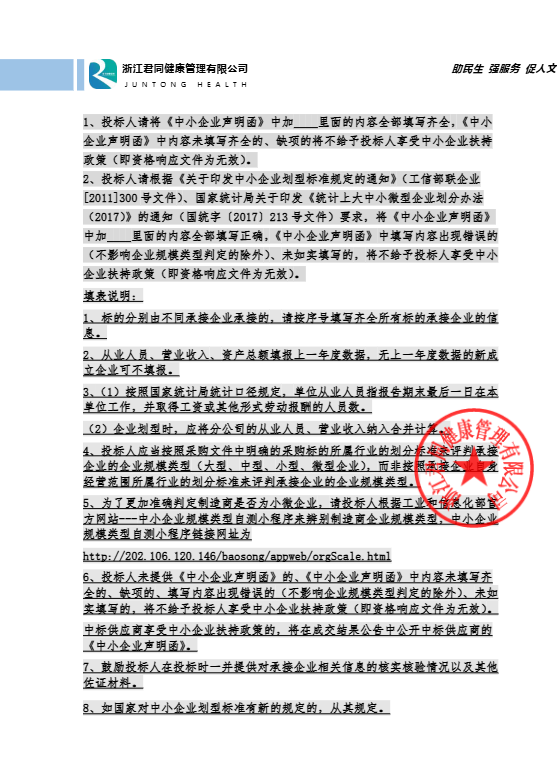 浙江君同健康管理有限公司
JUNTONG HEALTH
助民生 强服务 促人文
1、投标人请将《中小企业声明函》中加____里面的内容全部填写齐全，《中小
企业声明函》中内容未填写齐全的、缺项的将不给予投标人享受中小企业扶持
政策（即资格响应文件为无效）。
2、投标人请根据《关于印发中小企业划型标准规定的通知》（工信部联企业
[2011]300 号文件）、国家统计局关于印发《统计上大中小微型企业划分办法
（2017)》的通知（国统字〔2017〕213 号文件）要求，将《中小企业声明函》
中加____里面的内容全部填写正确，《中小企业声明函》中填写内容出现错误的
（不影响企业规模类型判定的除外）、未如实填写的，将不给予投标人享受中小
企业扶持政策（即资格响应文件为无效）。
填表说明：
1、标的分别由不同承接企业承接的，请按序号填写齐全所有标的承接企业的信
息。
2、从业人员、营业收入、资产总额填报上一年度数据，无上一年度数据的新成
立企业可不填报。
3、（1）按照国家统计局统计口径规定，单位从业人员指报告期末最后一日在本
单位工作，并取得工资或其他形式劳动报酬的人员数。
（2）企业划型时，应将分公司的从业人员、营业收入纳入合并计算。
4、投标人应当按照采购文件中明确的采购标的所属行业的划分标准来评判承接
企业的企业规模类型（大型、中型、小型、微型企业），而非按照承接企业自身
经营范围所属行业的划分标准来评判承接企业的企业规模类型。
5、为了更加准确判定制造商是否为小微企业，请投标人根据工业和信息化部官
方网站---中小企业规模类型自测小程序来辨别制造商企业规模类型，中小企业
规模类型自测小程序链接网址为
http://202.106.120.146/baosong/appweb/orgScale.html
6、投标人未提供《中小企业声明函》的、《中小企业声明函》中内容未填写齐
全的、缺项的、填写内容出现错误的（不影响企业规模类型判定的除外）、未如
实填写的，将不给予投标人享受中小企业扶持政策（即资格响应文件为无效）。
中标供应商享受中小企业扶持政策的，将在成交结果公告中公开中标供应商的
《中小企业声明函》。
7、鼓励投标人在投标时一并提供对承接企业相关信息的核实核验情况以及其他
佐证材料。
8、如国家对中小企业划型标准有新的规定的，从其规定。
浙江君同健康管理有限公司